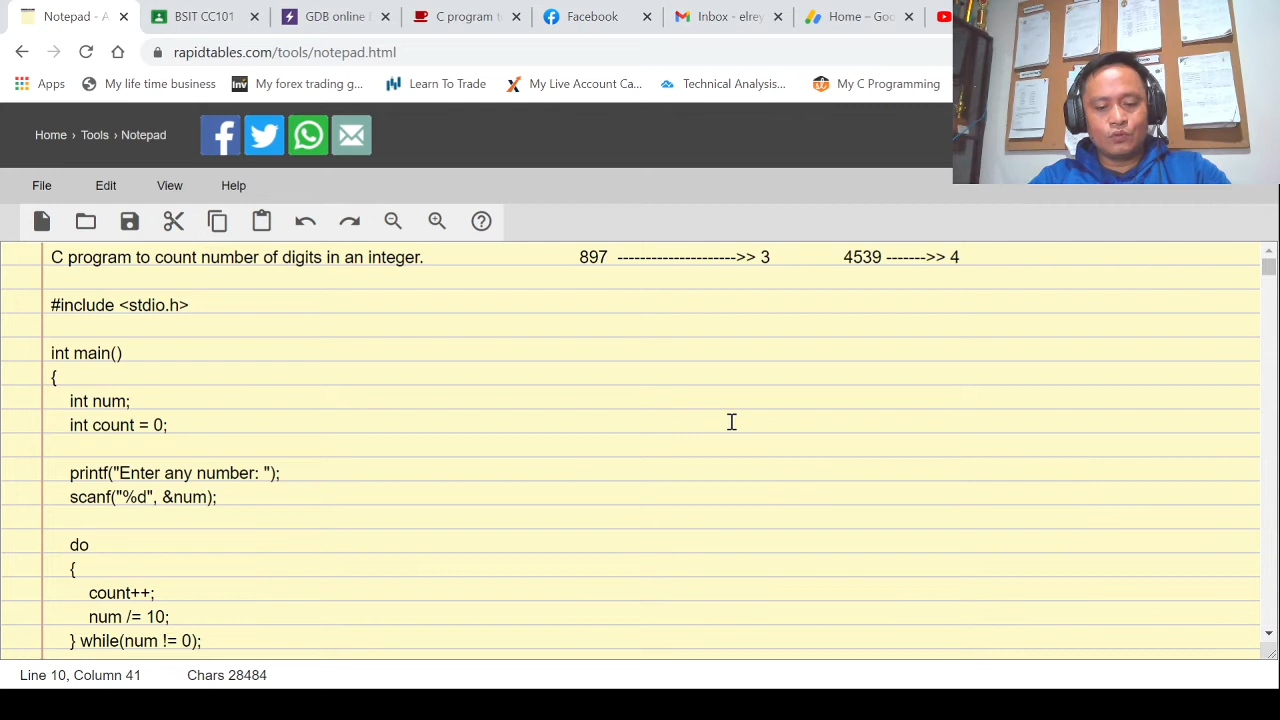 Notepad - A
BSIT CC101
GDB online
C program t
Facebook
Inbox - elrey
Home – Goo
rapidtables.com/tools/notepad.html
Apps
My life time business
My forex trading g...
Learn To Trade
My Live Account Ca...
Technical Analysis...
My C Programming
Home › Tools › Notepad
File Edit View Help
C program to count number of digits in an integer. 897 --------------------->> 3 4539 ------->> 4
#include <stdio.h>
int main()
{
int num;
int count = 0;
printf("Enter any number: ");
scanf("%d", &num);
do
{
count++;
num /= 10;
} while(num != 0);
Line 10, Column 41 Chars 28484